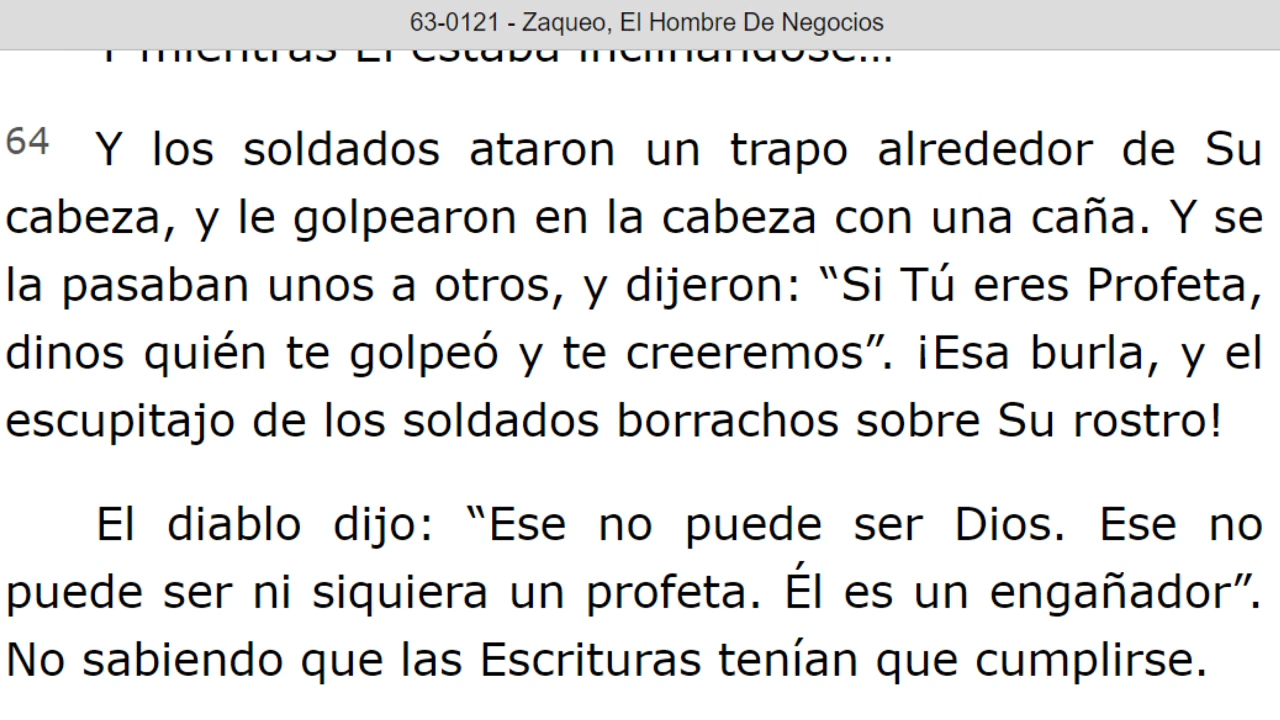 63-0121 - Zaqueo, El Hombre De Negocios
Y mientras Él estaba inclinándose...
64 Y los soldados ataron un trapo alrededor de Su
cabeza, y le golpearon en la cabeza con una caña. Y se
la pasaban unos a otros, y dijeron: “Si Tú eres Profeta,
dinos quién te golpeó y te creeremos”. ¡Esa burla, y el
escupitajo de los soldados borrachos sobre Su rostro!
El diablo dijo: “Ese no puede ser Dios. Ese no
puede ser ni siquiera un profeta. Él es un engañador”.
No sabiendo que las Escrituras tenían que cumplirse.